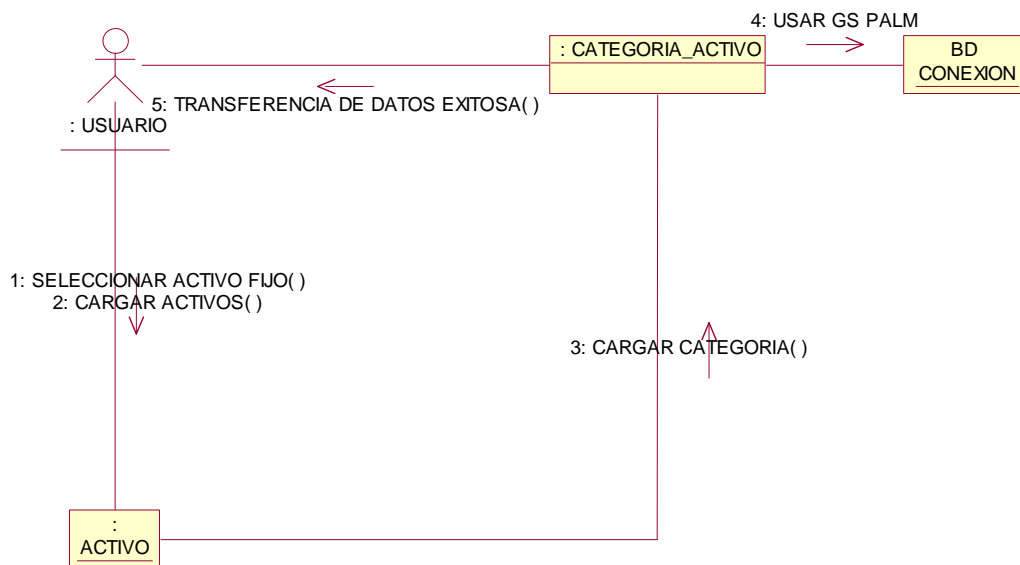 4: USAR GS PALM
: CATEGORIA_ACTIVO
BD
CONEXION
5: TRANSFERENCIA DE DATOS EXITOSA( )
: USUARIO
1: SELECCIONAR ACTIVO FIJO( )
2: CARGAR ACTIVOS( )
3: CARGAR CATEGORIA( )
:
ACTIVO